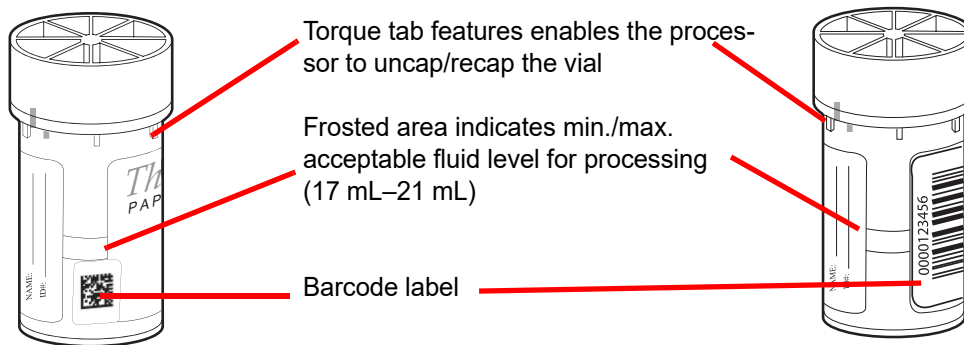 Torque tab features enables the proces-
sor to uncap/recap the vial
Frosted area indicates min./max.
acceptable fluid level for processing
(17 mL–21 mL)
Barcode label
Th
PAP
NAME:
ID#:
NAME:
0000123456